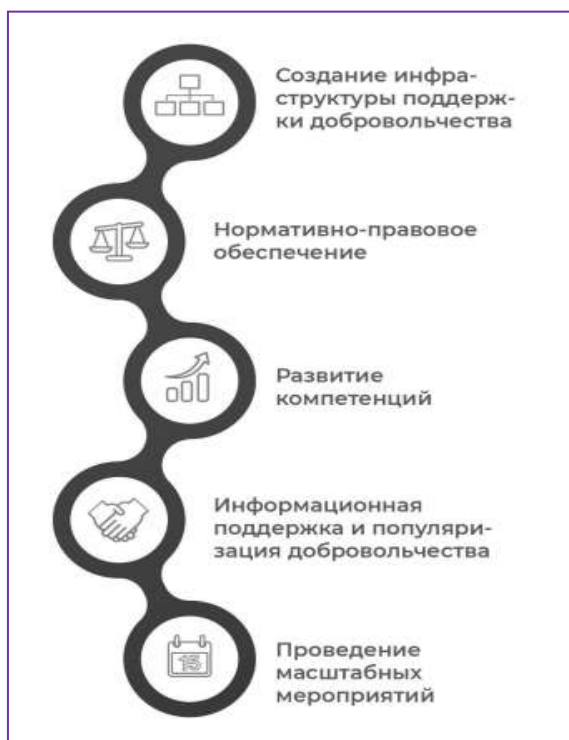 Создание инфра-
структуры поддерж-
ки добровольчества
Нормативно-правовое
обеспечение
Развитие
компетенций
Информационная
поддержка и популяри-
зация добровольчества
15
Проведение
масштабных
мероприятий